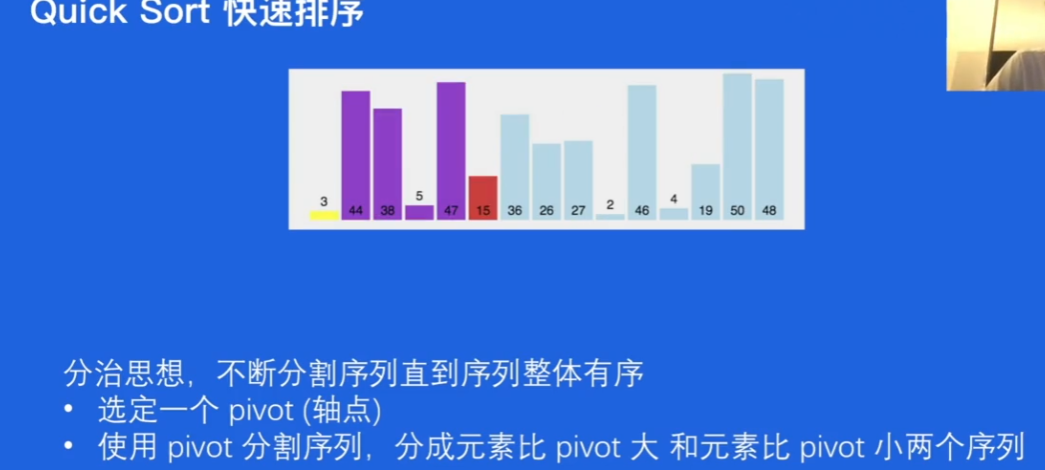 Quick Sort 快速排序
3 44 38 5 47 15 36 26 27 2 46 4 19 50 48
分治思想，不断分割序列直到序列整体有序
• 选定一个 pivot (轴点)
• 使用 pivot 分割序列，分成元素比 pivot 大 和元素比 pivot 小两个序列